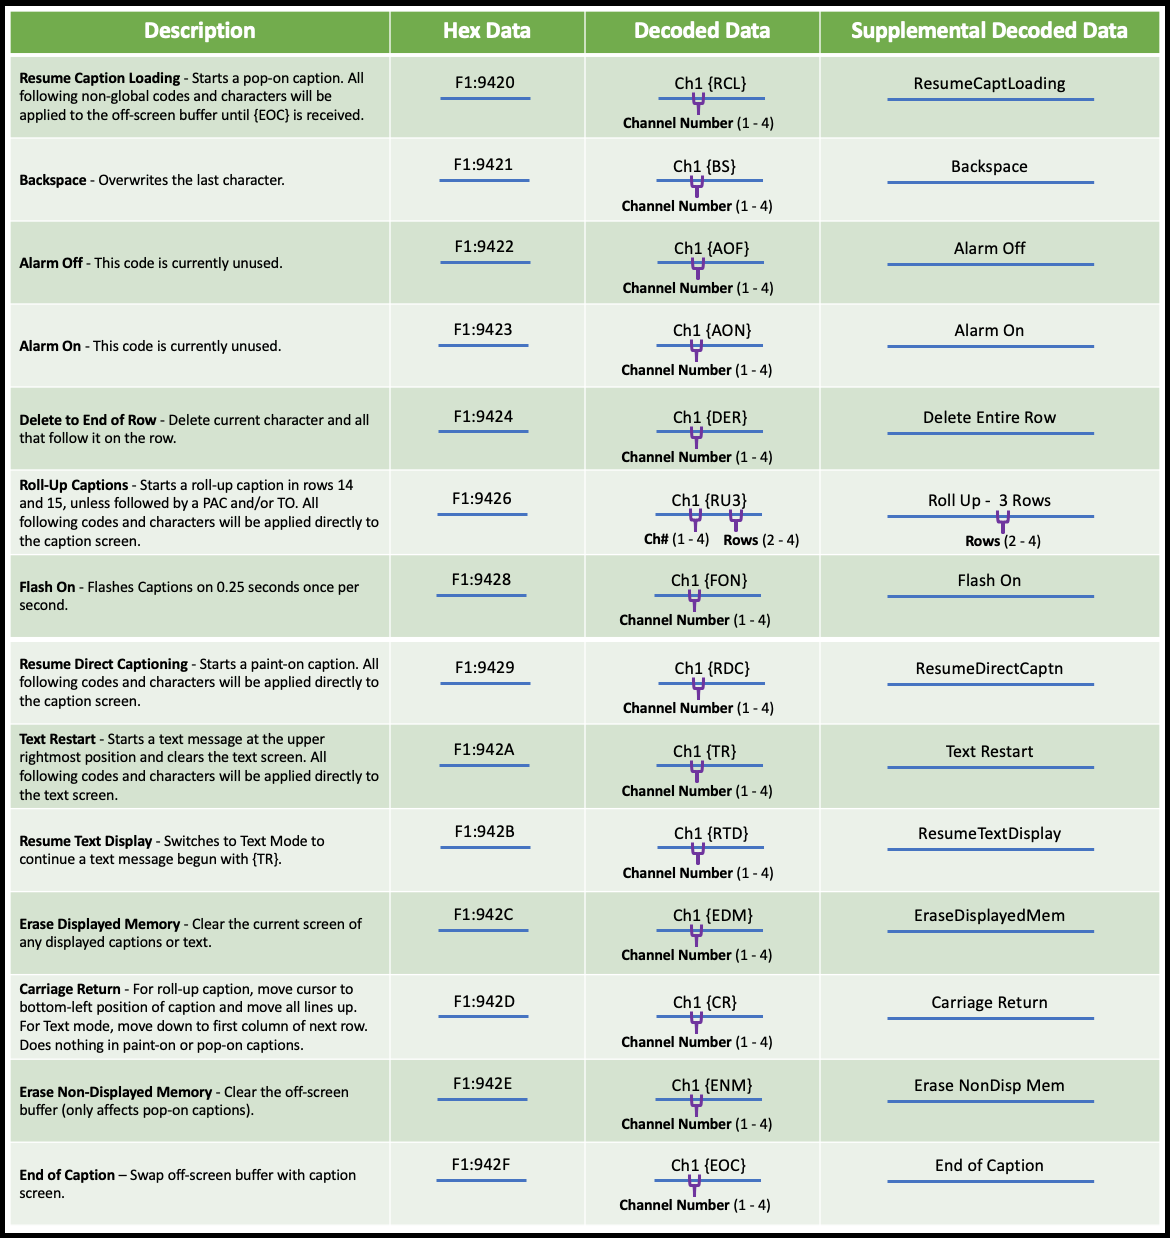 Description Hex Data Decoded Data Supplemental Decoded Data
Resume Caption Loading - Starts a pop-on caption. All
following non-global codes and characters will be
applied to the off-screen buffer until {EOC} is received.
F1:9420
Ch1 {RCL}
Channel Number (1 - 4)
ResumeCaptLoading
Backspace - Overwrites the last character.
F1:9421
Ch1 {BS}
Channel Number (1 - 4)
Backspace
Alarm Off - This code is currently unused.
F1:9422
Ch1 {AOF}
Channel Number (1 - 4)
Alarm Off
Alarm On - This code is currently unused.
F1:9423
Ch1 {AON}
Channel Number (1 - 4)
Alarm On
Delete to End of Row - Delete current character and all
that follow it on the row.
F1:9424
Ch1 {DER}
Channel Number (1 - 4)
Delete Entire Row
Roll-Up Captions - Starts a roll-up caption in rows 14
and 15, unless followed by a PAC and/or TO. All
following codes and characters will be applied directly to
the caption screen.
F1:9426
Ch1 {RU3}
Ch# (1 - 4) Rows (2 - 4)
Roll Up - 3 Rows
Rows (2 - 4)
Flash On - Flashes Captions on 0.25 seconds once per
second.
F1:9428
Ch1 {FON}
Channel Number (1 - 4)
Flash On
Resume Direct Captioning - Starts a paint-on caption. All
following codes and characters will be applied directly to
the caption screen.
F1:9429
Ch1 {RDC}
Channel Number (1 - 4)
ResumeDirectCaptn
Text Restart - Starts a text message at the upper
rightmost position and clears the text screen. All
following codes and characters will be applied directly to
the text screen.
F1:942A
Ch1 {TR}
Channel Number (1 - 4)
Text Restart
Resume Text Display - Switches to Text Mode to
continue a text message begun with {TR}.
F1:942B
Ch1 {RTD}
Channel Number (1 - 4)
ResumeTextDisplay
Erase Displayed Memory - Clear the current screen of
any displayed captions or text.
F1:942C
Ch1 {EDM}
Channel Number (1 - 4)
EraseDisplayedMem
Carriage Return - For roll-up caption, move cursor to
bottom-left position of caption and move all lines up.
For Text mode, move down to first column of next row.
Does nothing in paint-on or pop-on captions.
F1:942D
Ch1 {CR}
Channel Number (1 - 4)
Carriage Return
Erase Non-Displayed Memory - Clear the off-screen
buffer (only affects pop-on captions).
F1:942E
Ch1 {ENM}
Channel Number (1 - 4)
Erase NonDisp Mem
End of Caption – Swap off-screen buffer with caption
screen.
F1:942F
Ch1 {EOC}
Channel Number (1 - 4)
End of Caption